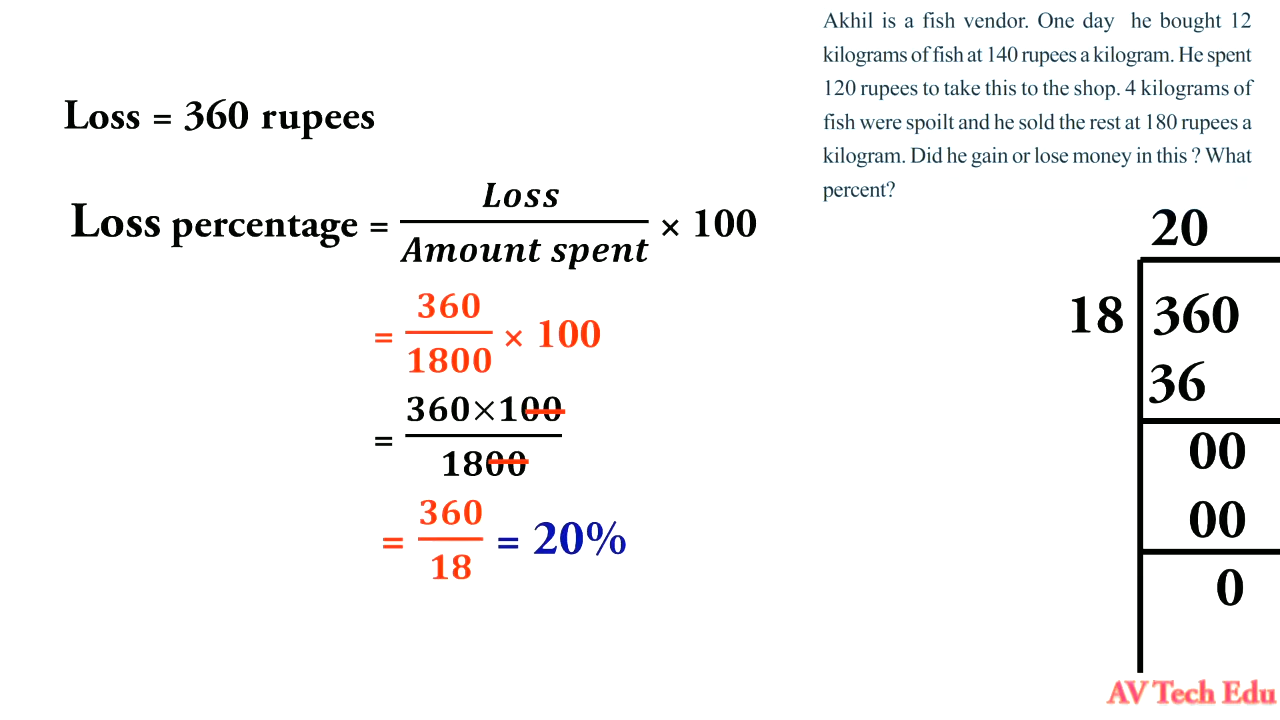 Akhil is a fish vendor. One day he bought 12
kilograms of fish at 140 rupees a kilogram. He spent
120 rupees to take this to the shop. 4 kilograms of
fish were spoilt and he sold the rest at 180 rupees a
kilogram. Did he gain or lose money in this ? What
percent?
Loss = 360 rupees
Loss percentage = Loss / Amount spent × 100
= 360 / 1800 × 100
= 360×100 / 1800
= 360 / 18 = 20%
20
18 360
36
00
00
0
AV Tech Edu